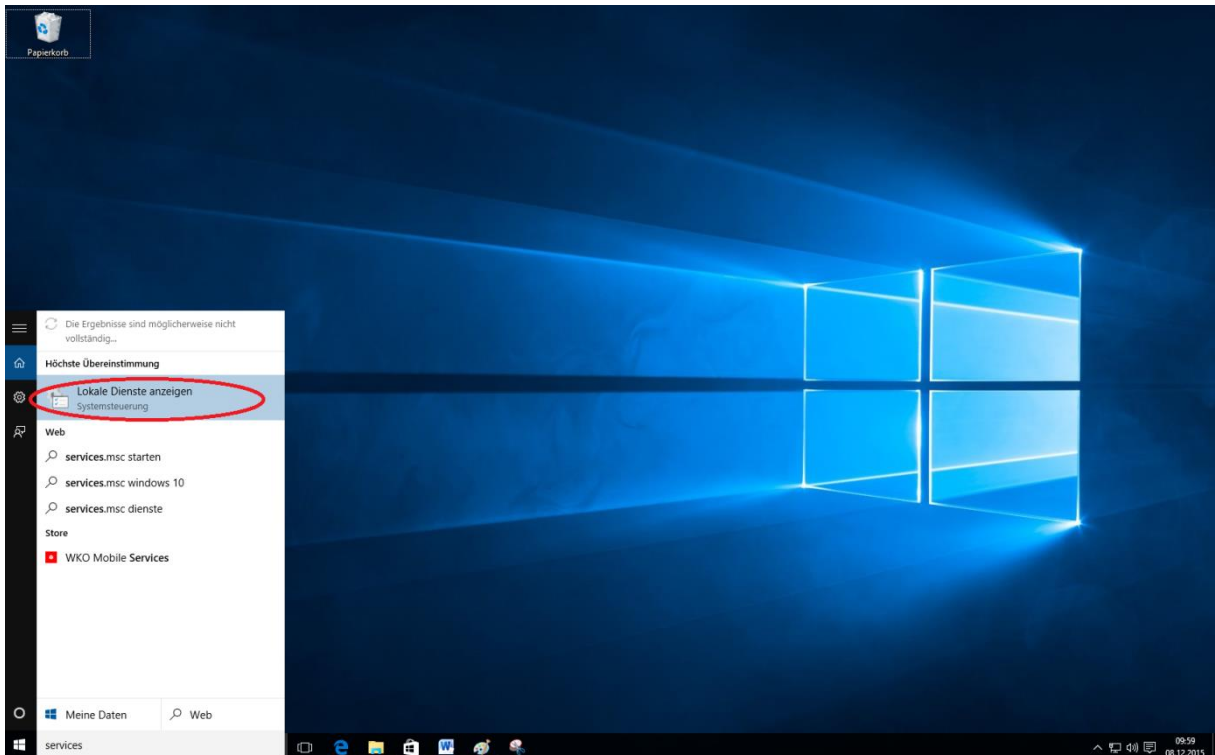 Papierkorb
Die Ergebnisse sind möglicherweise nicht
vollständig...
Höchste Übereinstimmung
Lokale Dienste anzeigen
Systemsteuerung
Web
services.msc starten
services.msc windows 10
services.msc dienste
Store
WKO Mobile Services
Meine Daten
Web
services
09:59
08.12.2015